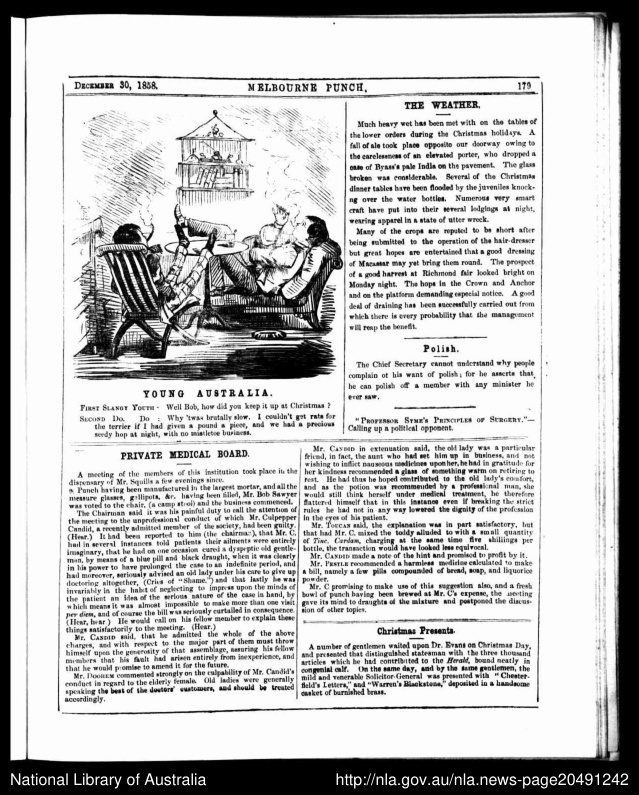 DECEMBER 30, 1858.
MELBOURNE PUNCH.
179
YOUNG AUSTRALIA.
FIRST SLANGY YOUTH - Well Bob, how did you keep it up at Christmas ?
SECOND DO. DO : Why 'twas brutally slow. I couldn't get rats for
the terrier if I had given a pound a piece, and we had a precious
seedy hop at night, with no mistletoe business.
THE WEATHER.
Much heavy wet has been met with on the tables of
the lower orders during the Christmas holidays. A
fall of ale took place opposite our doorway owing to
the carelessness of an elevated porter, who dropped a
case of Byass's pale India on the pavement. The glass
broken was considerable. Several of the Christmas
dinner tables have been flooded by the juveniles knock-
ng over the water bottles. Numerous very smart
craft have put into their several lodgings at night,
wearing apparel in a state of utter wreck.
Many of the crops are reputed to be short after
being submitted to the operation of the hair-dresser
but great hopes are entertained that a good dressing
of Macassar may yet bring them round. The prospect
of a good harvest at Richmond fair looked bright on
Monday night. The hops in the Crown and Anchor
and on the platform demanding especial notice. A good
deal of draining has been successfully carried out from
which there is every probability that the management
will reap the benefit.
Polish.
The Chief Secretary cannot understand why people
complain ot his want of polish; for he asserts that
he can polish off a member with any minister he
ever saw.
"PROFESSOR SYME'S PRINCIPLES OF SURGERY."—
Calling up a political opponent.
PRIVATE MEDICAL BOARD.
A meeting of the members of this institution took place in the
dispensary of Mr. Squills a few evenings since.
Punch having been manufactured in the largest mortar, and all the
measure glasses, gallipots, &c. having been filled, Mr. Bob Sawyer
was voted to the chair, (a camp stool) and the business commenced.
The Chairman said it was his painful duty to call the attention of
the meeting to the unprofessional conduct of which Mr. Culpepper
Candid, a recently admitted member of the society, had been guilty.
(Hear.) It had been reported to him (the chairman), that Mr. C.
had in several instances told patients their ailments were entirely
imaginary, that he had on one occasion cured a dyspeptic old gentle-
man, by means of a blue pill and black draught, when it was clearly
in his power to have prolonged the case to an indefinite period, and
had moreover, seriously advised an old lady under his care to give up
doctoring altogether, (Cries of "Shame.") and that lastly he was
invariably in the habit of neglecting to impress upon the minds of
the patient an idea of the serious nature of the case in hand, by
which means it was almost impossible to make more than one visit
per diem, and of course the bill was seriously curtailed in consequence.
(Hear, hear) He would call on his fellow member to explain these
things satisfactorily to the meeting. (Hear.)
Mr. CANDID said, that he admitted the whole of the above
charges, and with respect to the major part of them must throw
himself upon the generosity of that assemblage, assuring his fellow
members that his fault had arisen entirely from inexperience, and
that he would promise to amend it for the future.
Mr. DOOHEM commented strongly on the culpability of Mr. Candid's
conduct in regard to the elderly female. Old ladies were generally
speaking the best of the doctors' customers, and should be treated
accordingly.
Mr. CANDID in extenuation said, the old lady was a particular
friend, in fact, the aunt who had set him up in business, and not
wishing to inflict nauseous medicines upon her, he had in gratitude for
her kindness recommended a glass of something warm on retiring to
rest. He had thus he hoped contributed to the old lady's comfort,
and as the potion was recommended by a professional man, she
would still think herself under medical treatment, he therefore
flattered himself that in this instance even if breaking the strict
rules he had not in any way lowered the dignity of the profession
in the eyes of his patient.
Mr. said, the explanation was in part satisfactory, but
that had Mr. C. mixed the toddy alluded to with a small quantity
of Tinc. Cardam, charging at the same time five shillings per
bottle, the transaction would have looked less equivocal.
Mr. CANDID made a note of the hint and promised to profit by it.
Mr. PESTLE recommended a harmless medicine calculated to make
a bill, namely a few pills compounded of bread, soap, and liquorice
powder.
Mr. C promising to make use of this suggestion also, and a fresh
bowl of punch having been brewed at Mr. C's expense, the meeting
gave its mind to draughts of the mixture and postponed the discus-
sion of other topics.
Christmas Presents.
A number of gentlemen waited upon Dr. Evans on Christmas Day,
and presented that distinguished statesman with the three thousand
articles which he had contributed to the Herald, bound neatly in
congenial calf. On the same day, and by the same gentlemen, the
mild and venerable Solicitor-General was presented with "Chester-
field's Letters," and "Warren's Blackstone," deposited in a handsome
casket of burnished brass.
National Library of Australia
http://nla.gov.au/nla.news-page20491242